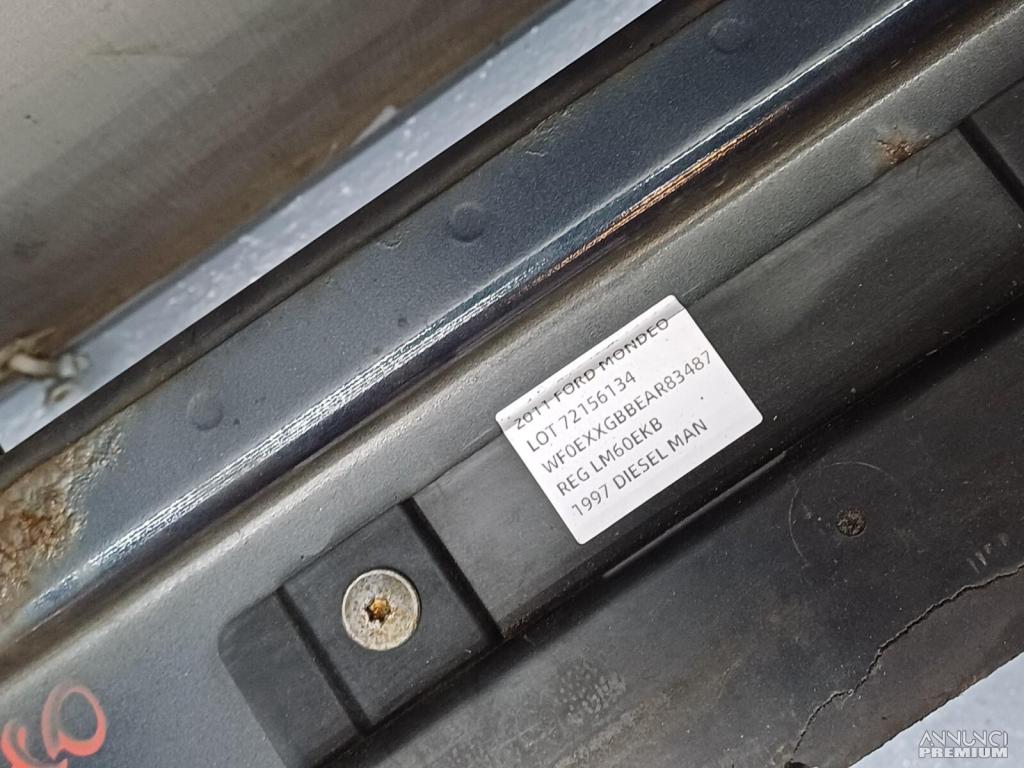 2011 FORD MONDEO
LOT 72156134
WF0EXXGBBEAR83487
REG LM60EKB
1997 DIESEL MAN
ANNUNCI
PREMIUM